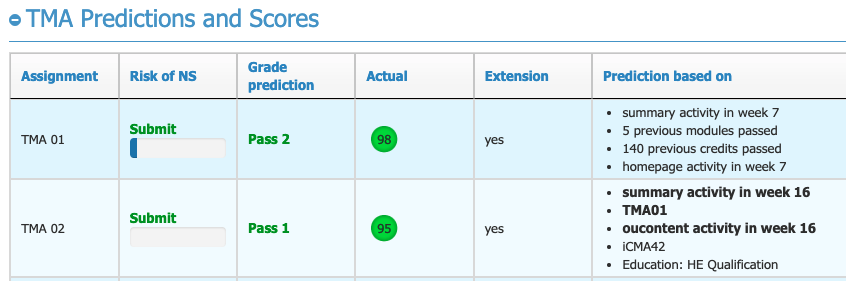 TMA Predictions and Scores
Assignment Risk of NS Grade prediction Actual Extension Prediction based on
TMA 01 Submit Pass 2 98 yes
• summary activity in week 7
• 5 previous modules passed
• 140 previous credits passed
• homepage activity in week 7
TMA 02 Submit Pass 1 95 yes
• summary activity in week 16
• TMA01
• oucontent activity in week 16
• iCMA42
• Education: HE Qualification